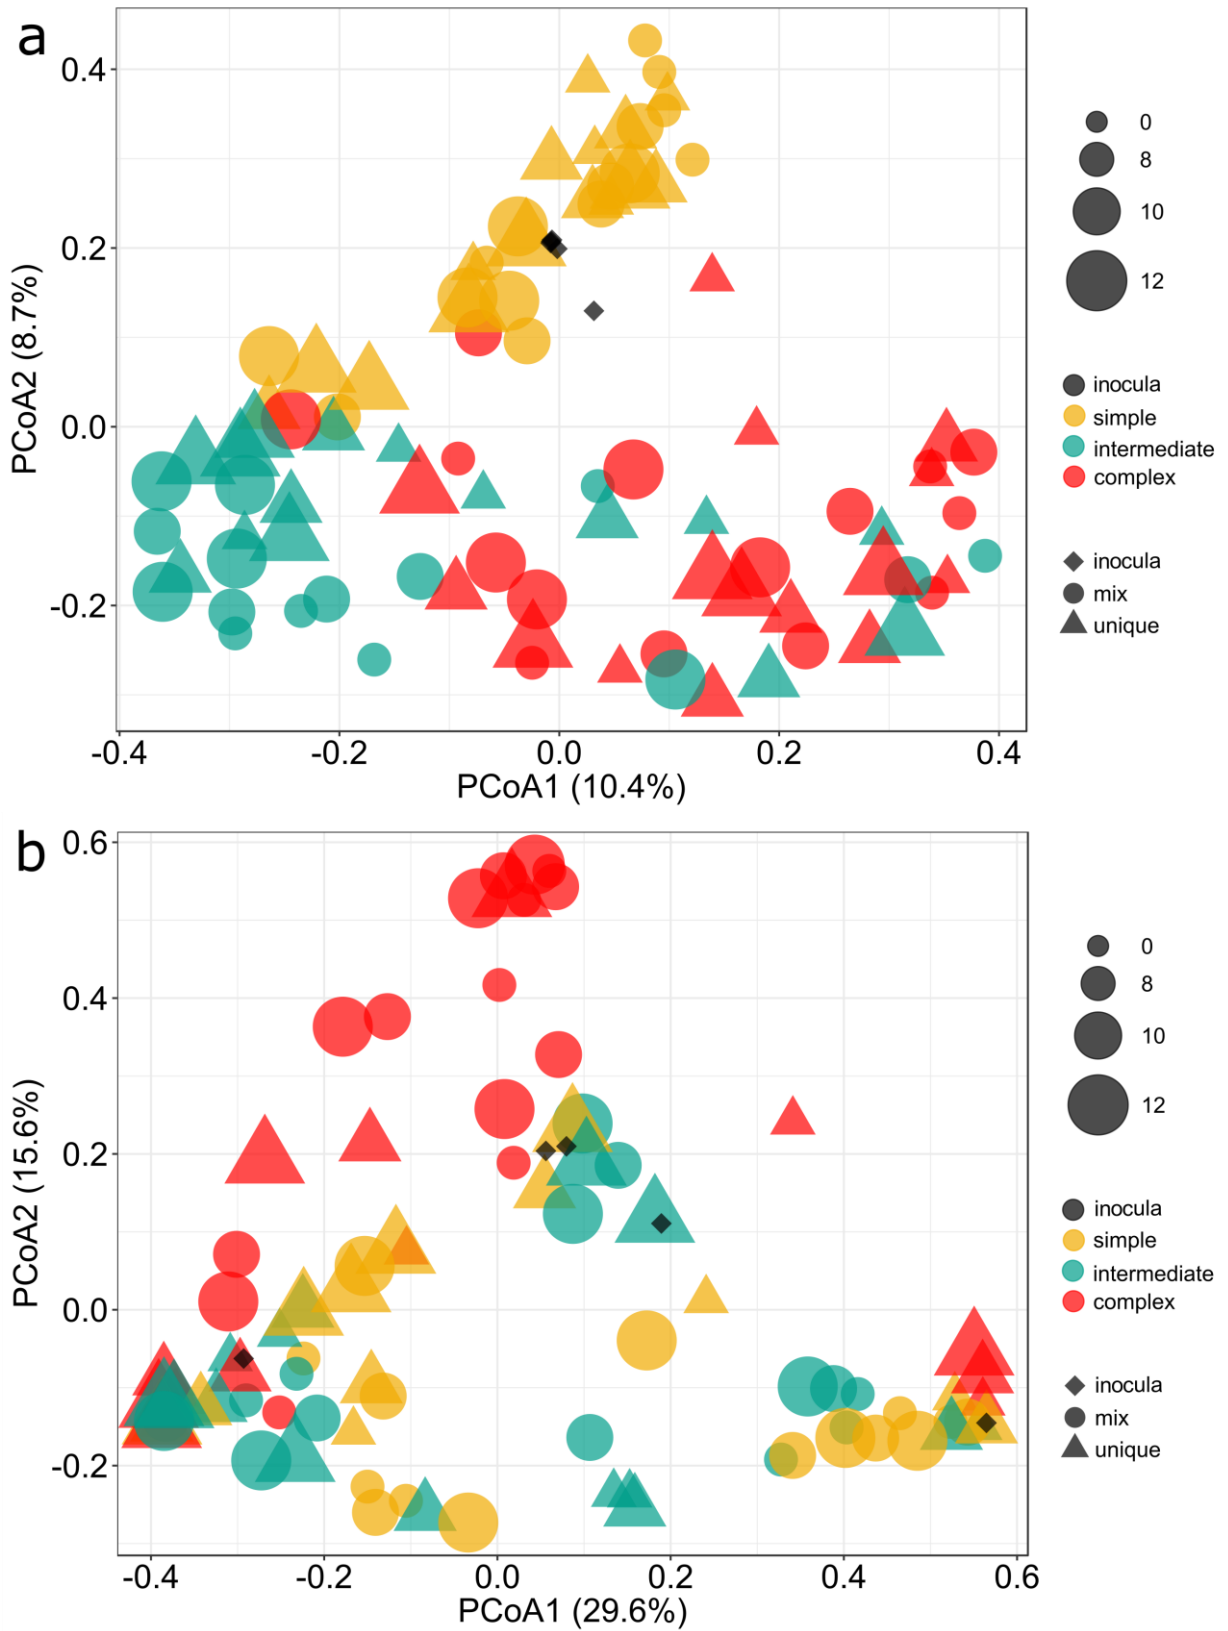 a
0.4
0.2
0.0
-0.2
PCoA2 (8.7%)
-0.4 -0.2 0.0 0.2 0.4
PCoA1 (10.4%)
0
8
10
12
inocula
simple
intermediate
complex
inocula
mix
unique
b
0.6
0.4
0.2
0.0
-0.2
PCoA2 (15.6%)
-0.4 -0.2 0.0 0.2 0.4 0.6
PCoA1 (29.6%)
0
8
10
12
inocula
simple
intermediate
complex
inocula
mix
unique